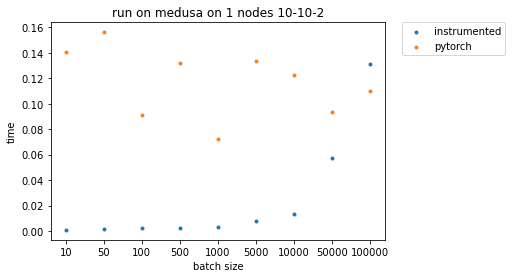 run on medusa on 1 nodes 10-10-2
instrumented
pytorch
time
0.16
0.14
0.12
0.10
0.08
0.06
0.04
0.02
0.00
10 50 100 500 1000 5000 10000 50000 100000
batch size